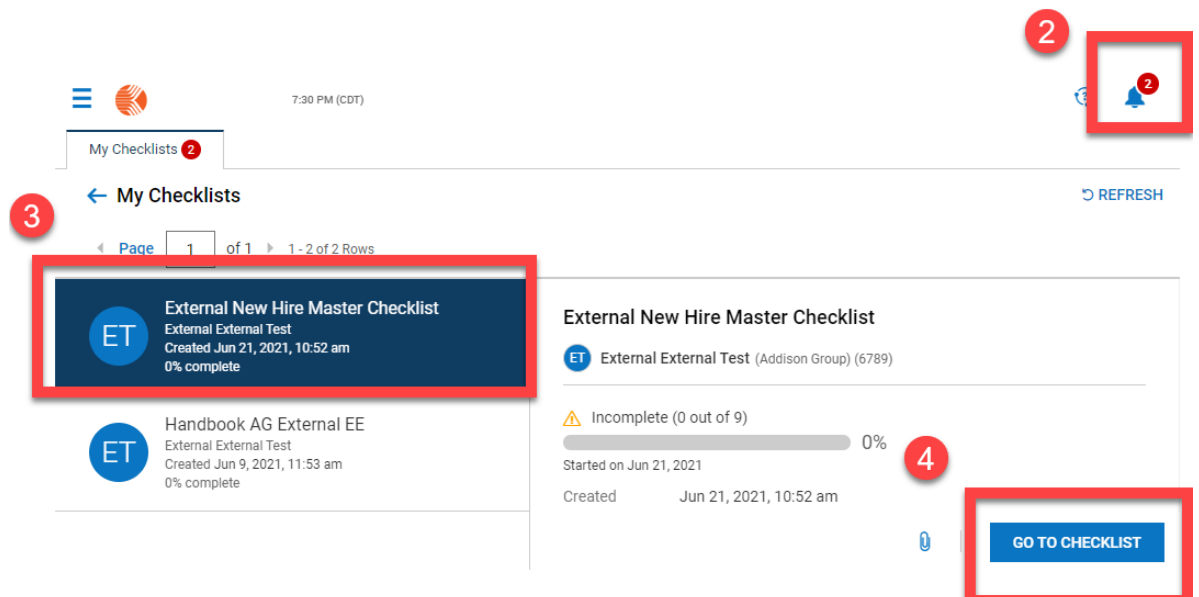 2
7:30 PM (CDT)
2
My Checklists 2
My Checklists
REFRESH
3
Page 1 of 1 1 - 2 of 2 Rows
ET
External New Hire Master Checklist
External External Test
Created Jun 21, 2021, 10:52 am
0% complete
ET
Handbook AG External EE
External External Test
Created Jun 9, 2021, 11:53 am
0% complete
External New Hire Master Checklist
ET External External Test (Addison Group) (6789)
Incomplete (0 out of 9)
0%
Started on Jun 21, 2021
4
Created Jun 21, 2021, 10:52 am
GO TO CHECKLIST